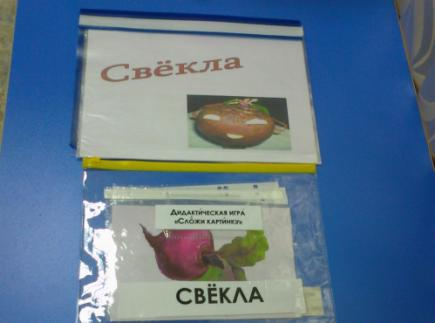 Свёкла
Дидактическая игра
«Сложи картинку»
СВЁКЛА